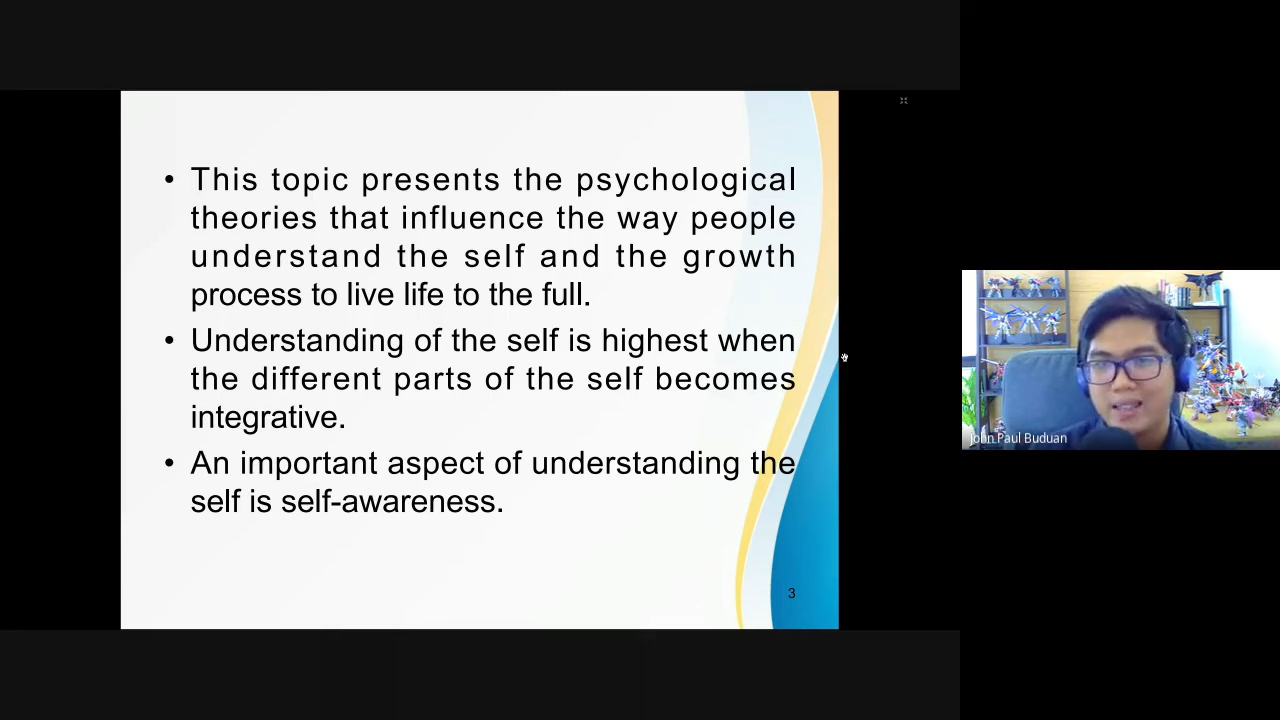 • This topic presents the psychological
theories that influence the way people
understand the self and the growth
process to live life to the full.
• Understanding of the self is highest when
the different parts of the self becomes
integrative.
• An important aspect of understanding the
self is self-awareness.
3
John Paul Buduan